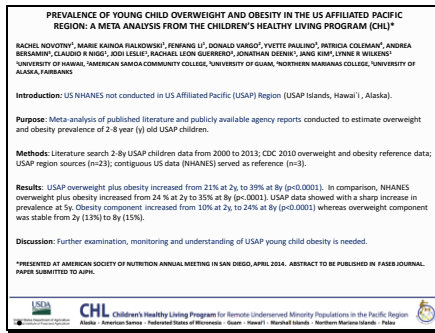 PREVALENCE OF YOUNG CHILD OVERWEIGHT AND OBESITY IN THE US AFFILIATED PACIFIC
REGION: A META ANALYSIS FROM THE CHILDREN'S HEALTHY LIVING PROGRAM (CHL)*
RACHEL NOVOTNY¹, MARIE KAINOA FIALKOWSKI¹, FENFANG LI¹, DONALD VARGO², YVETTE PAULINO³, PATRICIA COLEMAN⁴, ANDREA
BERSAMIN⁵, CLAUDIO R NIGG¹, JODI LESLIE¹, RACHAEL LEON GUERRERO³, JONATHAN DEENIK¹, JANG KIM¹, LYNNE R WILKENS¹
¹UNIVERSITY OF HAWAII, ²AMERICAN SAMOA COMMUNITY COLLEGE, ³UNIVERSITY OF GUAM, ⁴NORTHERN MARIANAS COLLEGE, ⁵UNIVERSITY OF
ALASKA, FAIRBANKS
Introduction: US NHANES not conducted in US Affiliated Pacific (USAP) Region (USAP Islands, Hawai`i , Alaska).
Purpose: Meta-analysis of published literature and publicly available agency reports conducted to estimate overweight
and obesity prevalence of 2-8 year (y) old USAP children.
Methods: Literature search 2-8y USAP children data from 2000 to 2013; CDC 2010 overweight and obesity reference data;
USAP region sources (n=23); contiguous US data (NHANES) served as reference (n=3).
Results: USAP overweight plus obesity increased from 21% at 2y, to 39% at 8y (p<0.0001). In comparison, NHANES
overweight plus obesity increased from 24 % at 2y to 35% at 8y (p<.0001). USAP data showed with a sharp increase in
prevalence at 5y. Obesity component increased from 10% at 2y, to 24% at 8y (p<0.0001) whereas overweight component
was stable from 2y (13%) to 8y (15%).
Discussion: Further examination, monitoring and understanding of USAP young child obesity is needed.
*PRESENTED AT AMERICAN SOCIETY OF NUTRITION ANNUAL MEETING IN SAN DIEGO, APRIL 2014. ABSTRACT TO BE PUBLISHED IN FASEB JOURNAL.
PAPER SUBMITTED TO AJPH.
USDA
CHL Children's Healthy Living Program for Remote Underserved Minority Populations in the Pacific Region
Alaska - American Samoa - Federated States of Micronesia - Guam - Hawai'i - Marshall Islands - Northern Mariana Islands - Palau